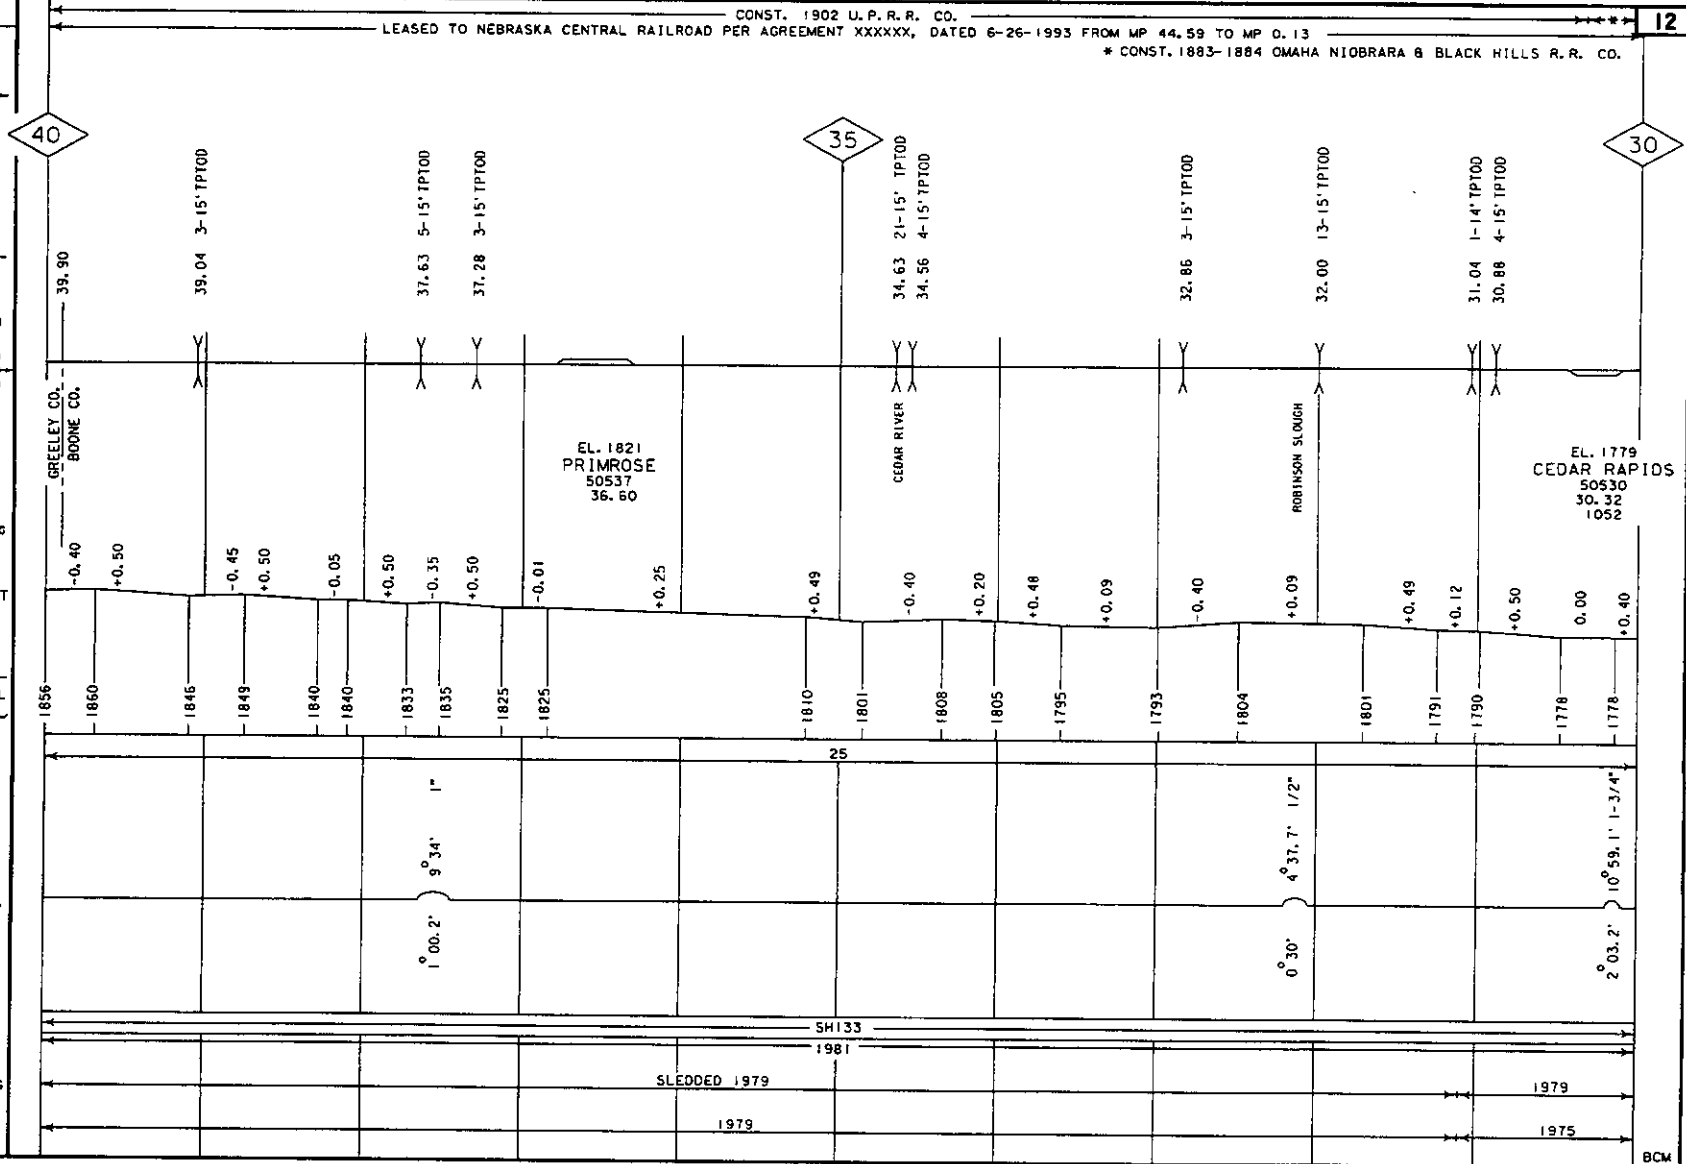 CONST. 1902 U.P.R.R. CO.
12
LEASED TO NEBRASKA CENTRAL RAILROAD PER AGREEMENT XXXXXX, DATED 6-26-1993 FROM MP 44.59 TO MP 0.13
* CONST. 1883-1884 OMAHA NIOBRARA & BLACK HILLS R.R. CO.
40
35
30
39.90
39.04 3-15' TPTOD
37.63 5-15' TPTOD
37.28 3-15' TPTOD
34.63 21-15' TPTOD
34.56 4-15' TPTOD
32.86 3-15' TPTOD
32.00 13-15' TPTOD
31.04 1-14' TPTOD
30.88 4-15' TPTOD
GREELEY CO.
BOONE CO.
EL. 1821
PRIMROSE
50537
36.60
CEDAR RIVER
ROBINSON SLOUGH
EL. 1779
CEDAR RAPIDS
50530
30.32
1052
-0.40
+0.50
-0.45
+0.50
-0.05
+0.50
-0.35
+0.50
-0.01
+0.25
+0.49
-0.40
+0.20
+0.48
+0.09
-0.40
+0.09
+0.49
+0.12
+0.50
0.00
+0.40
1856
1860
1846
1849
1840
1840
1833
1835
1825
1825
1810
1801
1808
1805
1795
1793
1804
1801
1791
1790
1778
1778
25
9°34' 1"
4°37.7' 1/2"
10°59.1' 1-3/4"
1°00.2'
0°30'
2°03.2'
SH133
1981
SLEDDED 1979
1979
1979
1975
BCM